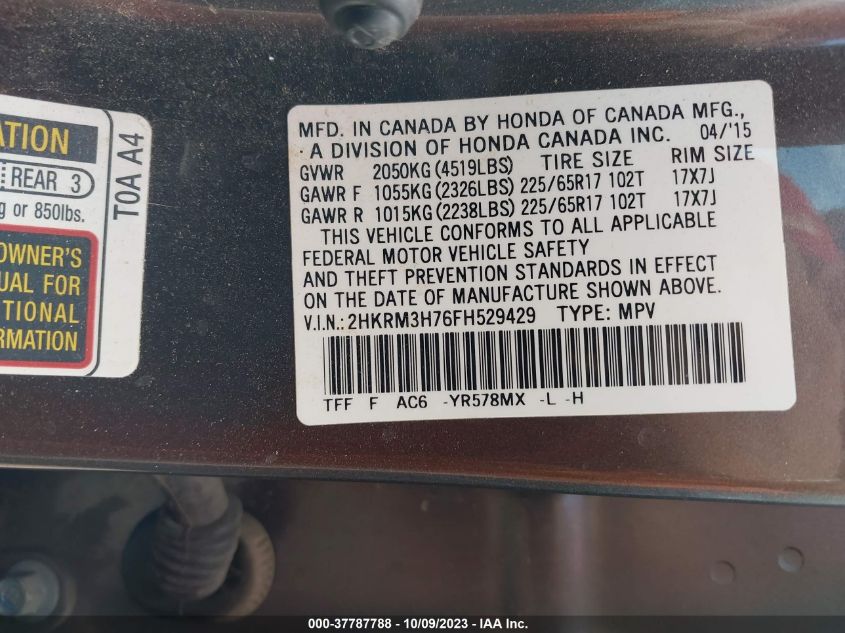 ATION
REAR 3
g or 850lbs.
OWNER'S
UAL FOR
ITIONAL
RMATION
T0A A4
MFD. IN CANADA BY HONDA OF CANADA MFG.,
A DIVISION OF HONDA CANADA INC. 04/'15
GVWR 2050KG (4519LBS) TIRE SIZE RIM SIZE
GAWR F 1055KG (2326LBS) 225/65R17 102T 17X7J
GAWR R 1015KG (2238LBS) 225/65R17 102T 17X7J
THIS VEHICLE CONFORMS TO ALL APPLICABLE
FEDERAL MOTOR VEHICLE SAFETY
AND THEFT PREVENTION STANDARDS IN EFFECT
ON THE DATE OF MANUFACTURE SHOWN ABOVE.
V.I.N.: 2HKRM3H76FH529429 TYPE: MPV
TFF F AC6 -YR578MX -L -H
000-37787788 - 10/09/2023 - IAA Inc.